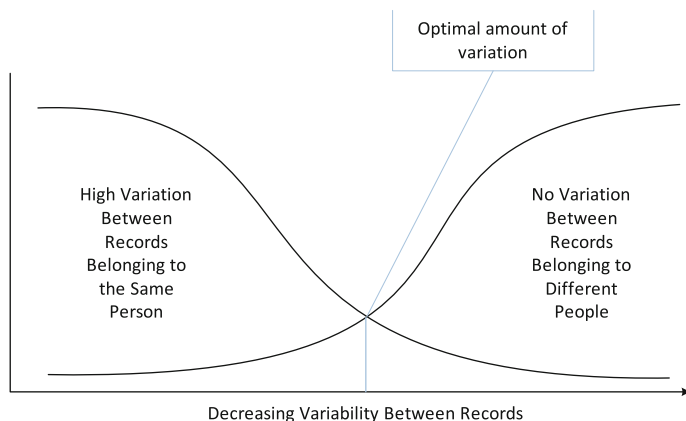 Optimal amount of
variation
High Variation
Between
Records
Belonging to
the Same
Person
No Variation
Between
Records
Belonging to
Different
People
Decreasing Variability Between Records